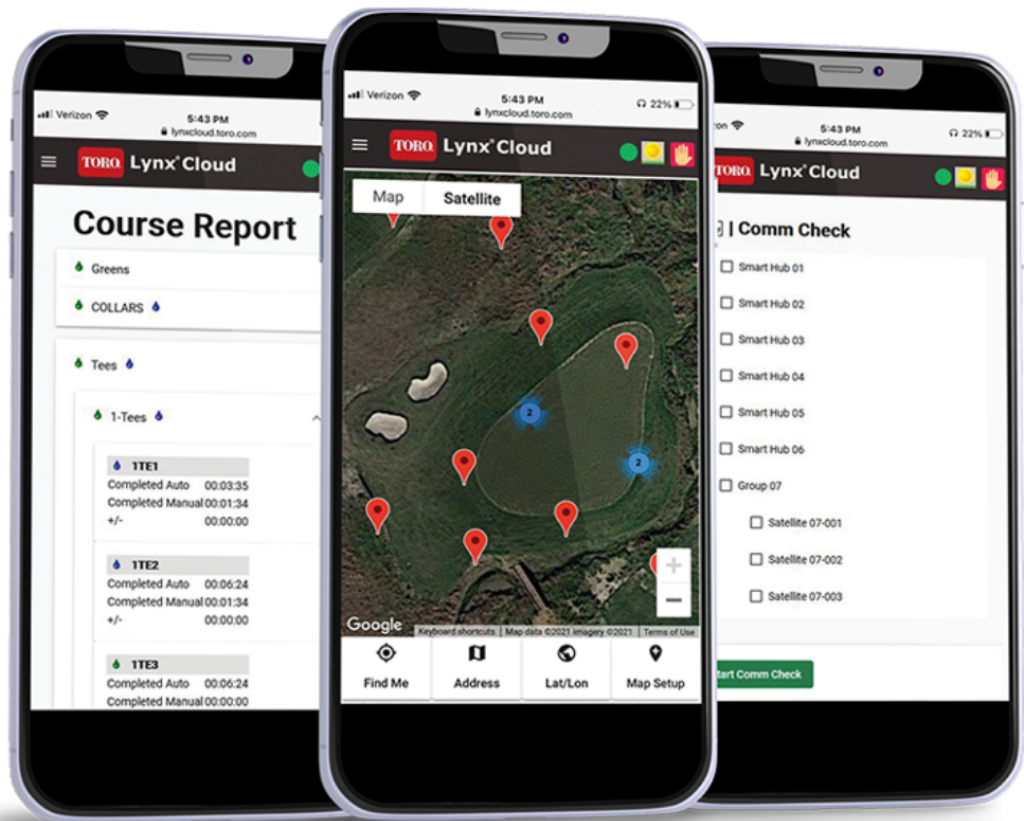 Verizon
5:43 PM
lynxcloud.toro.com
TORO Lynx Cloud
Course Report
Greens
COLLARS
Tees
1-Tees
1TE1
Completed Auto 00:03:35
Completed Manual 00:01:34
+/- 00:00:00
1TE2
Completed Auto 00:06:24
Completed Manual 00:01:34
+/- 00:00:00
1TE3
Completed Auto 00:06:24
Completed Manual 00:00:00
Verizon
5:43 PM
22%
lynxcloud.toro.com
TORO Lynx® Cloud
Map Satellite
2
2
+
−
Google
Keyboard shortcuts Map data ©2021 Imagery ©2021 Terms of Use
Find Me Address Lat/Lon Map Setup
zon
5:43 PM
22%
lynxcloud.toro.com
TORO Lynx® Cloud
| Comm Check
Smart Hub 01
Smart Hub 02
Smart Hub 03
Smart Hub 04
Smart Hub 05
Smart Hub 06
Group 07
Satellite 07-001
Satellite 07-002
Satellite 07-003
tart Comm Check